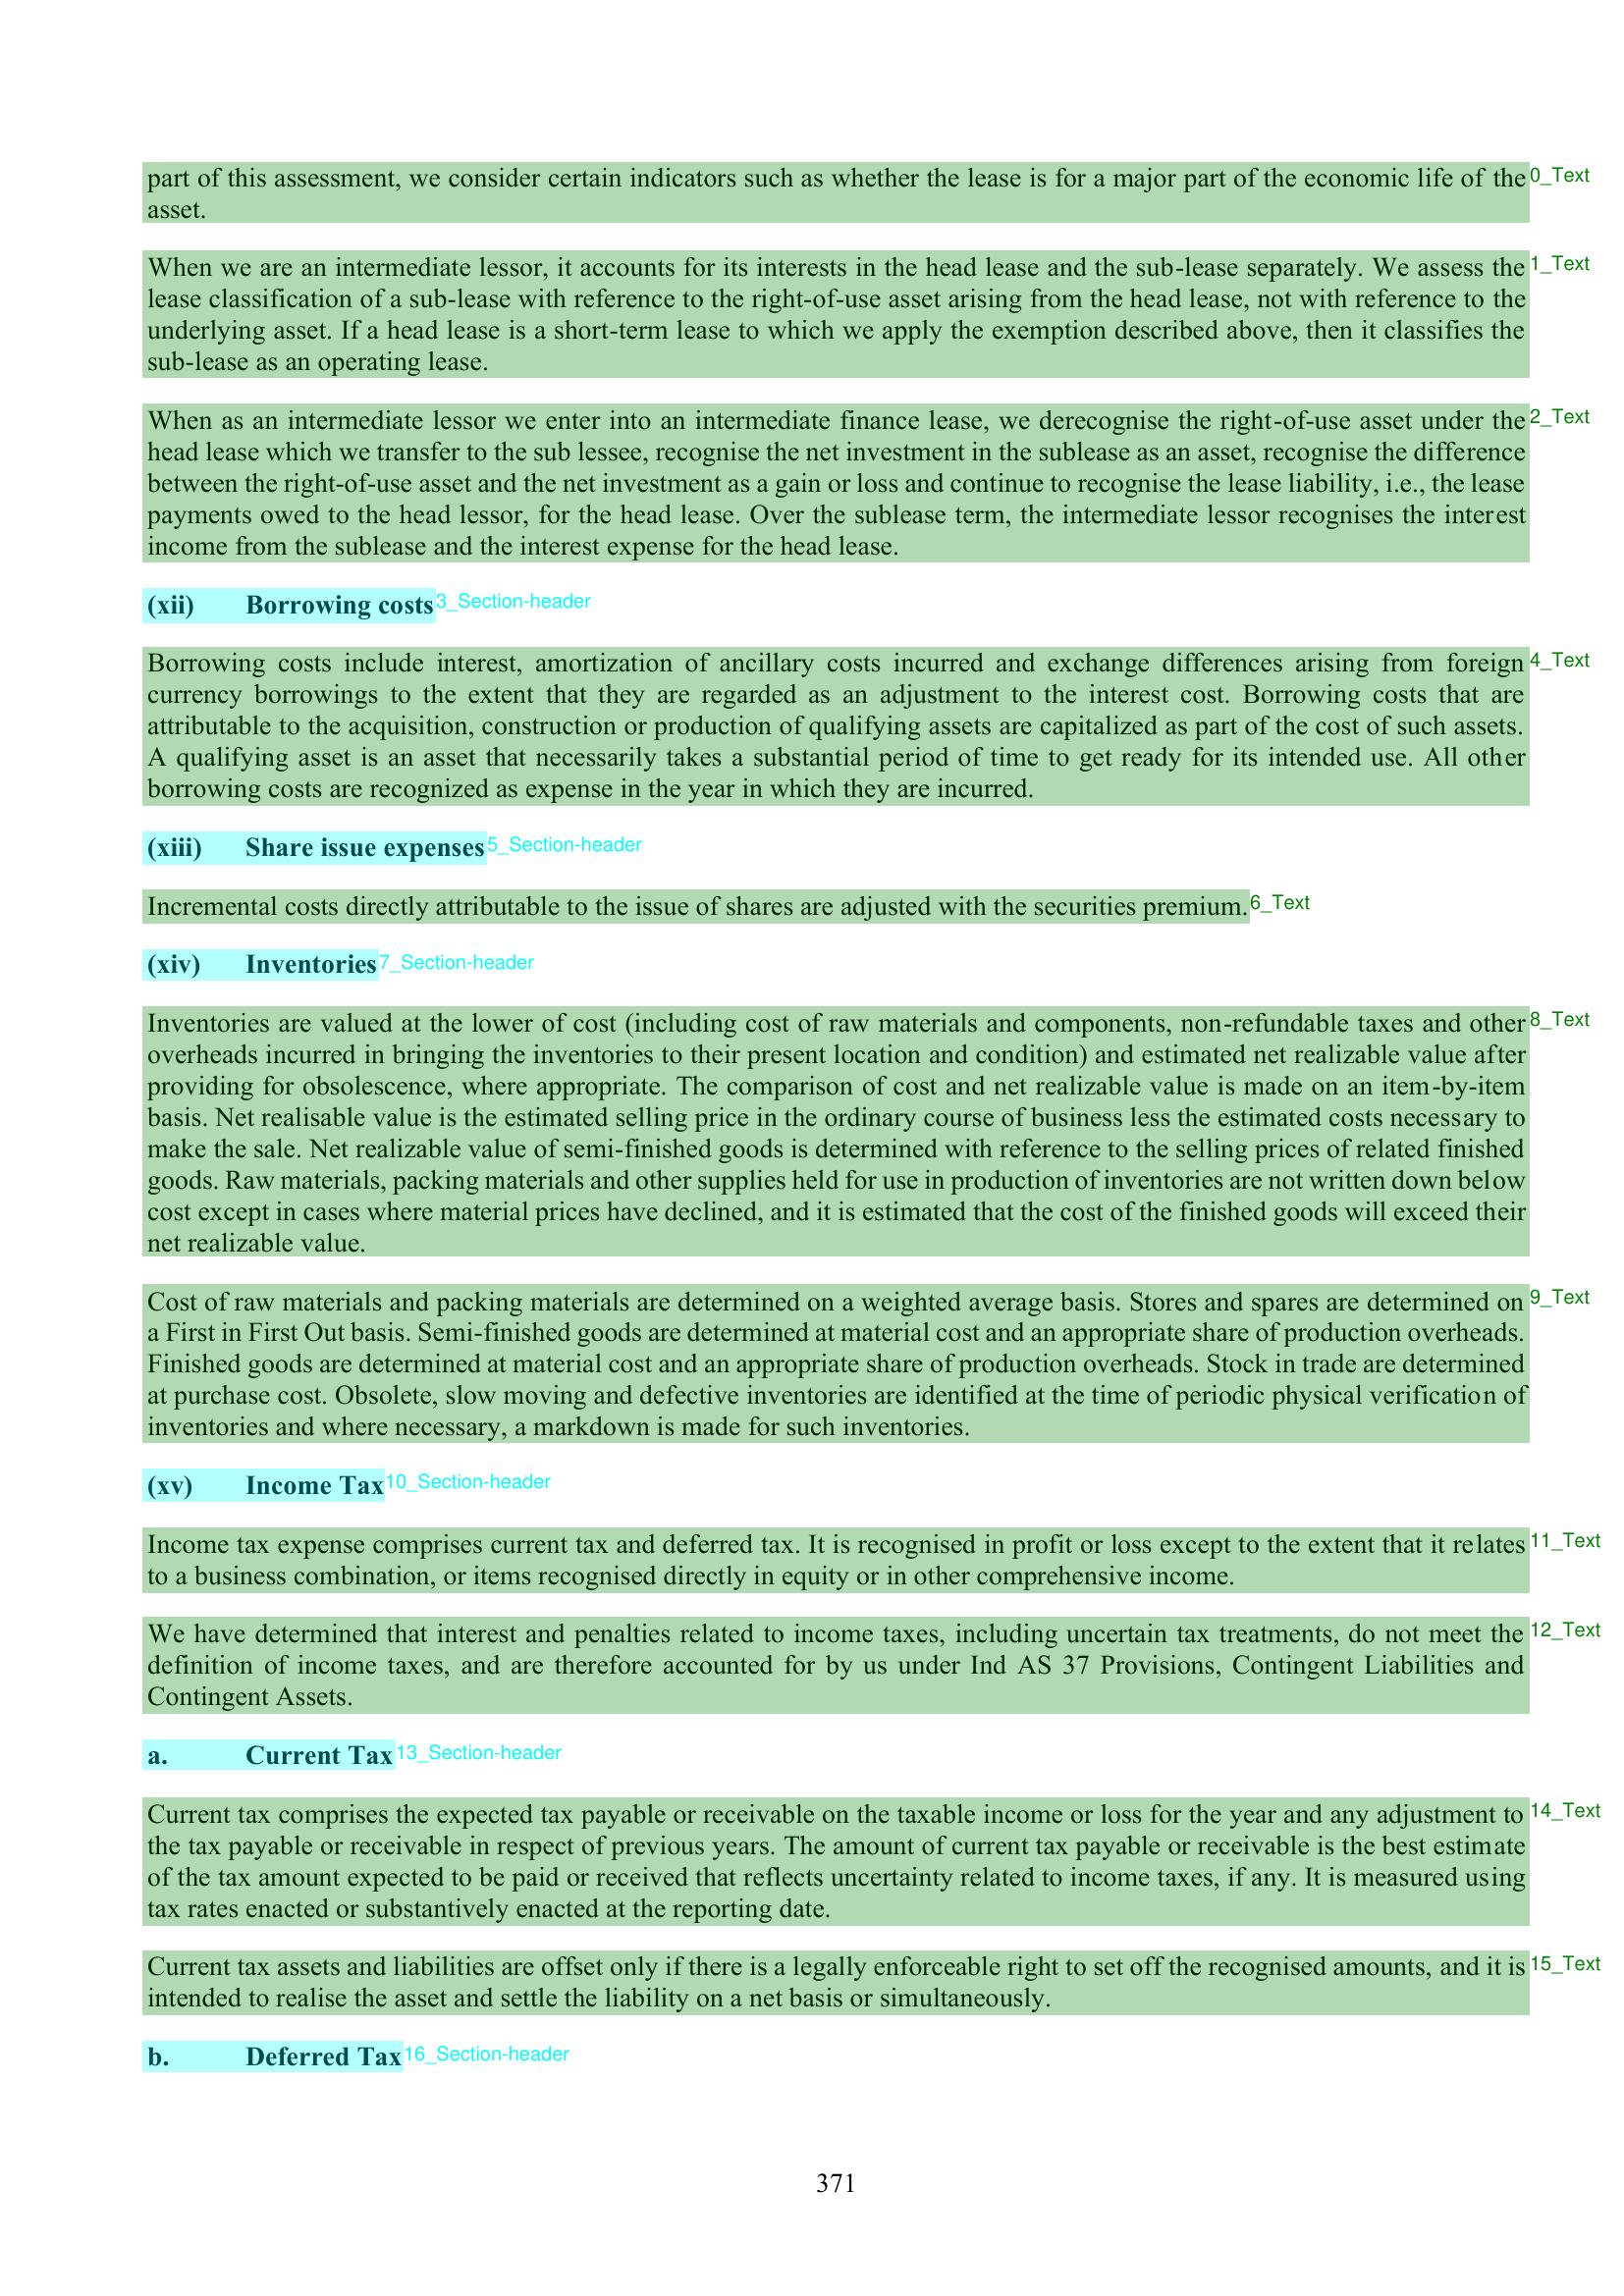 part of this assessment, we consider certain indicators such as whether the lease is for a major part of the economic life of the 0_Text
asset.
When we are an intermediate lessor, it accounts for its interests in the head lease and the sub-lease separately. We assess the 1_Text
lease classification of a sub-lease with reference to the right-of-use asset arising from the head lease, not with reference to the
underlying asset. If a head lease is a short-term lease to which we apply the exemption described above, then it classifies the
sub-lease as an operating lease.
When as an intermediate lessor we enter into an intermediate finance lease, we derecognise the right-of-use asset under the 2_Text
head lease which we transfer to the sub lessee, recognise the net investment in the sublease as an asset, recognise the difference
between the right-of-use asset and the net investment as a gain or loss and continue to recognise the lease liability, i.e., the lease
payments owed to the head lessor, for the head lease. Over the sublease term, the intermediate lessor recognises the interest
income from the sublease and the interest expense for the head lease.
(xii) Borrowing costs 3_Section-header
Borrowing costs include interest, amortization of ancillary costs incurred and exchange differences arising from foreign 4_Text
currency borrowings to the extent that they are regarded as an adjustment to the interest cost. Borrowing costs that are
attributable to the acquisition, construction or production of qualifying assets are capitalized as part of the cost of such assets.
A qualifying asset is an asset that necessarily takes a substantial period of time to get ready for its intended use. All other
borrowing costs are recognized as expense in the year in which they are incurred.
(xiii) Share issue expenses 5_Section-header
Incremental costs directly attributable to the issue of shares are adjusted with the securities premium. 6_Text
(xiv) Inventories 7_Section-header
Inventories are valued at the lower of cost (including cost of raw materials and components, non-refundable taxes and other 8_Text
overheads incurred in bringing the inventories to their present location and condition) and estimated net realizable value after
providing for obsolescence, where appropriate. The comparison of cost and net realizable value is made on an item-by-item
basis. Net realisable value is the estimated selling price in the ordinary course of business less the estimated costs necessary to
make the sale. Net realizable value of semi-finished goods is determined with reference to the selling prices of related finished
goods. Raw materials, packing materials and other supplies held for use in production of inventories are not written down below
cost except in cases where material prices have declined, and it is estimated that the cost of the finished goods will exceed their
net realizable value.
Cost of raw materials and packing materials are determined on a weighted average basis. Stores and spares are determined on 9_Text
a First in First Out basis. Semi-finished goods are determined at material cost and an appropriate share of production overheads.
Finished goods are determined at material cost and an appropriate share of production overheads. Stock in trade are determined
at purchase cost. Obsolete, slow moving and defective inventories are identified at the time of periodic physical verification of
inventories and where necessary, a markdown is made for such inventories.
(xv) Income Tax 10_Section-header
Income tax expense comprises current tax and deferred tax. It is recognised in profit or loss except to the extent that it relates 11_Text
to a business combination, or items recognised directly in equity or in other comprehensive income.
We have determined that interest and penalties related to income taxes, including uncertain tax treatments, do not meet the 12_Text
definition of income taxes, and are therefore accounted for by us under Ind AS 37 Provisions, Contingent Liabilities and
Contingent Assets.
a. Current Tax 13_Section-header
Current tax comprises the expected tax payable or receivable on the taxable income or loss for the year and any adjustment to 14_Text
the tax payable or receivable in respect of previous years. The amount of current tax payable or receivable is the best estimate
of the tax amount expected to be paid or received that reflects uncertainty related to income taxes, if any. It is measured using
tax rates enacted or substantively enacted at the reporting date.
Current tax assets and liabilities are offset only if there is a legally enforceable right to set off the recognised amounts, and it is 15_Text
intended to realise the asset and settle the liability on a net basis or simultaneously.
b. Deferred Tax 16_Section-header
371